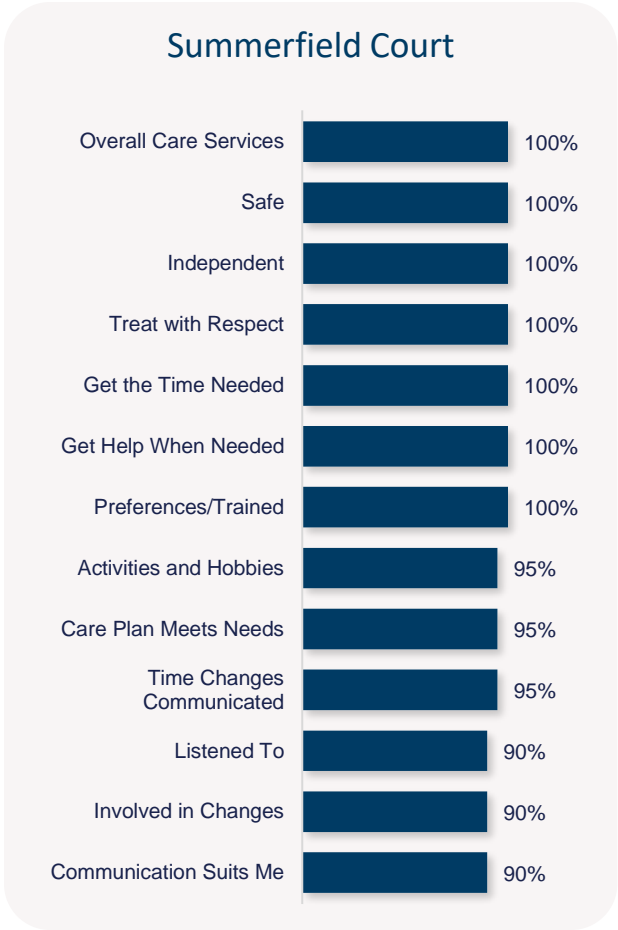 Summerfield Court
Overall Care Services 100%
Safe 100%
Independent 100%
Treat with Respect 100%
Get the Time Needed 100%
Get Help When Needed 100%
Preferences/Trained 100%
Activities and Hobbies 95%
Care Plan Meets Needs 95%
Time Changes
Communicated 95%
Listened To 90%
Involved in Changes 90%
Communication Suits Me 90%